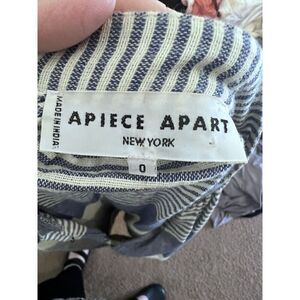 MADE IN INDIA
APIECE APART
NEW YORK
0